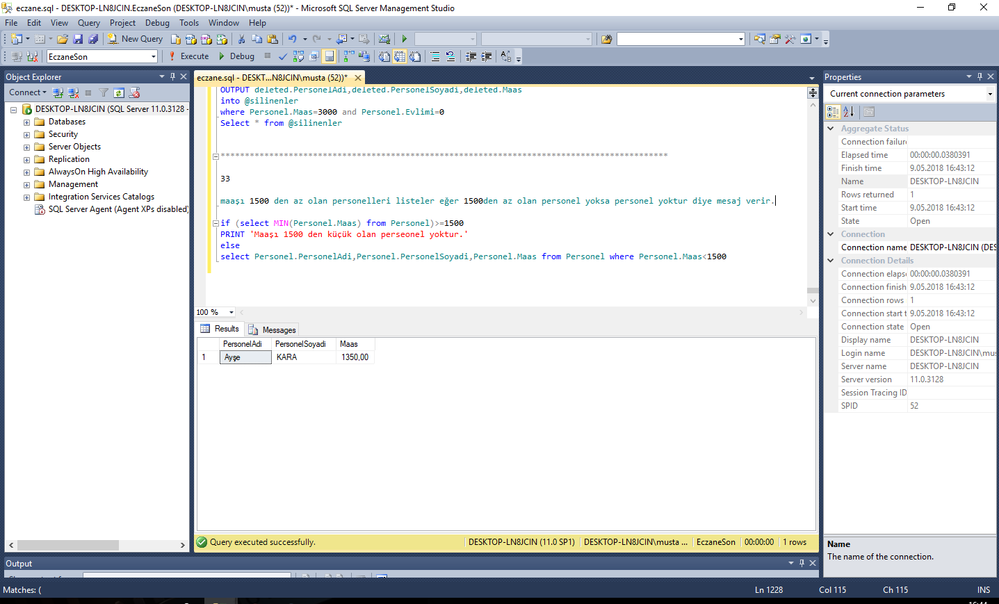 eczane.sql - DESKTOP-LN8JCIN.EczaneSon (DESKTOP-LN8JCIN\musta (52))* - Microsoft SQL Server Management Studio
File Edit View Query Project Debug Tools Window Help
New Query
EczaneSon Execute Debug
Object Explorer
Connect
DESKTOP-LN8JCIN (SQL Server 11.0.3128 -
Databases
Security
Server Objects
Replication
AlwaysOn High Availability
Management
Integration Services Catalogs
SQL Server Agent (Agent XPs disabled)
eczane.sql - DESKT...N8JCIN\musta (52))*
OUTPUT deleted.PersonelAdi,deleted.PersonelSoyadi,deleted.Maas
into @silinenler
where Personel.Maas=3000 and Personel.Evlimi=0
Select * from @silinenler
********************************************************************************************
33
maaşı 1500 den az olan personelleri listeler eğer 1500den az olan personel yoksa personel yoktur diye mesaj verir.
if (select MIN(Personel.Maas) from Personel)>=1500
PRINT 'Maaşı 1500 den küçük olan perseonel yoktur.'
else
select Personel.PersonelAdi,Personel.PersonelSoyadi,Personel.Maas from Personel where Personel.Maas<1500
100 %
Results Messages
PersonelAdi PersonelSoyadi Maas
1 Ayşe KARA 1350,00
Query executed successfully. DESKTOP-LN8JCIN (11.0 SP1) DESKTOP-LN8JCIN\musta ... EczaneSon 00:00:00 1 rows
Properties
Current connection parameters
Aggregate Status
Connection failure
Elapsed time 00:00:00.0380391
Finish time 9.05.2018 16:43:12
Name DESKTOP-LN8JCIN
Rows returned 1
Start time 9.05.2018 16:43:12
State Open
Connection
Connection name DESKTOP-LN8JCIN (DES
Connection Details
Connection elaps 00:00:00.0380391
Connection finish 9.05.2018 16:43:12
Connection rows 1
Connection start t 9.05.2018 16:43:12
Connection state Open
Display name DESKTOP-LN8JCIN
Login name DESKTOP-LN8JCIN\mus
Server name DESKTOP-LN8JCIN
Server version 11.0.3128
Session Tracing ID
SPID 52
Name
The name of the connection.
Output
Matches: ( Ln 1228 Col 115 Ch 115 INS